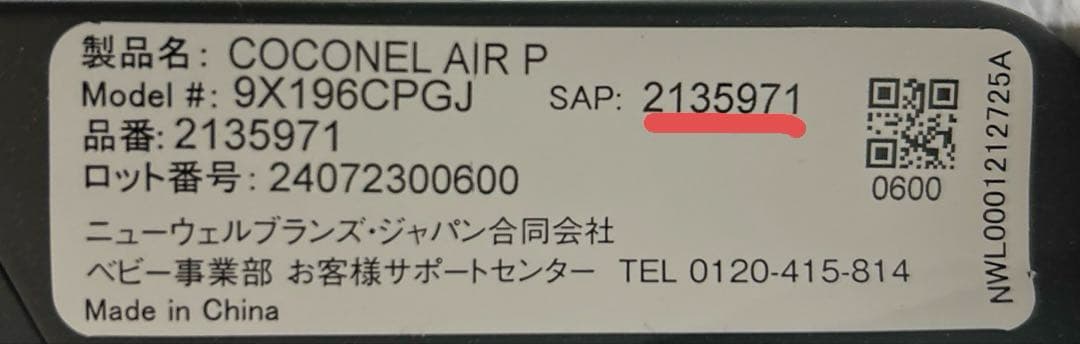 製品名: COCONEL AIR P
Model #: 9X196CPGJ SAP: 2135971
品番: 2135971
ロット番号: 24072300600
ニューウェルブランズ・ジャパン合同会社
ベビー事業部 お客様サポートセンター TEL 0120-415-814
Made in China
0600
NWL0001212725A